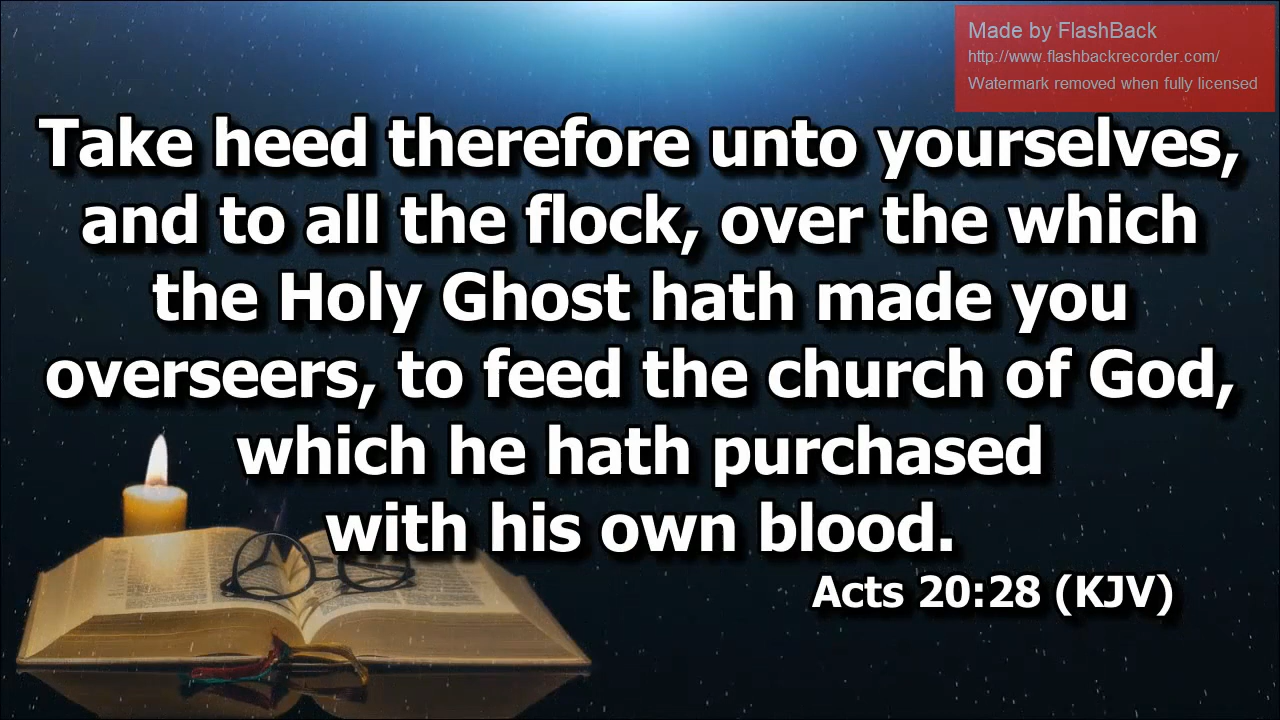 Made by FlashBack
http://www.flashbackrecorder.com/
Watermark removed when fully licensed
Take heed therefore unto yourselves,
and to all the flock, over the which
the Holy Ghost hath made you
overseers, to feed the church of God,
which he hath purchased
with his own blood.
Acts 20:28 (KJV)